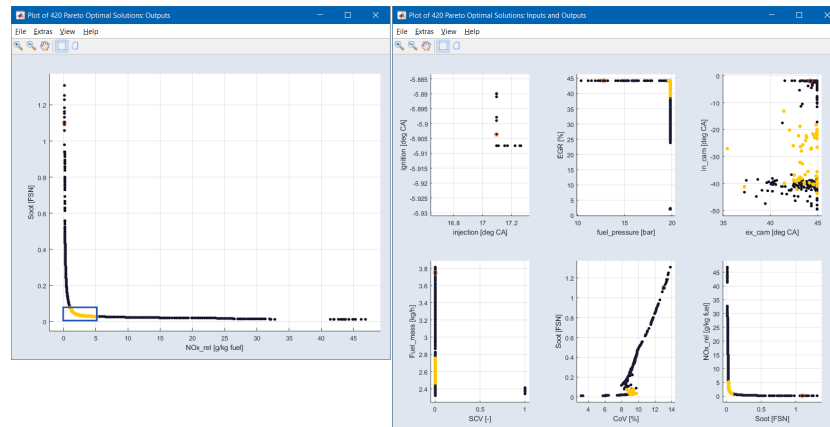 Plot of 420 Pareto Optimal Solutions: Outputs
File Extras View Help
1.2
1
0.8
0.6
0.4
0.2
0
Soot [FSN]
0 5 10 15 20 25 30 35 40 45
NOx_rel [g/kg fuel]
Plot of 420 Pareto Optimal Solutions: Inputs and Outputs
File Extras View Help
-5.885
-5.89
-5.895
-5.9
-5.905
-5.91
-5.915
-5.92
-5.925
-5.93
ignition [deg CA]
16.8 17 17.2
injection [deg CA]
45
40
35
30
25
20
15
10
5
0
EGR [%]
10 15 20
fuel_pressure [bar]
0
-10
-20
-30
-40
-50
in_cam [deg CA]
35 40 45
ex_cam [deg CA]
3.8
3.6
3.4
3.2
3
2.8
2.6
2.4
Fuel_mass [kg/h]
0 0.5 1
SCV [-]
1.2
1
0.8
0.6
0.4
0.2
0
Soot [FSN]
4 6 8 10 12 14
CoV [%]
45
40
35
30
25
20
15
10
5
0
NOx_rel [g/kg fuel]
0 0.5 1
Soot [FSN]